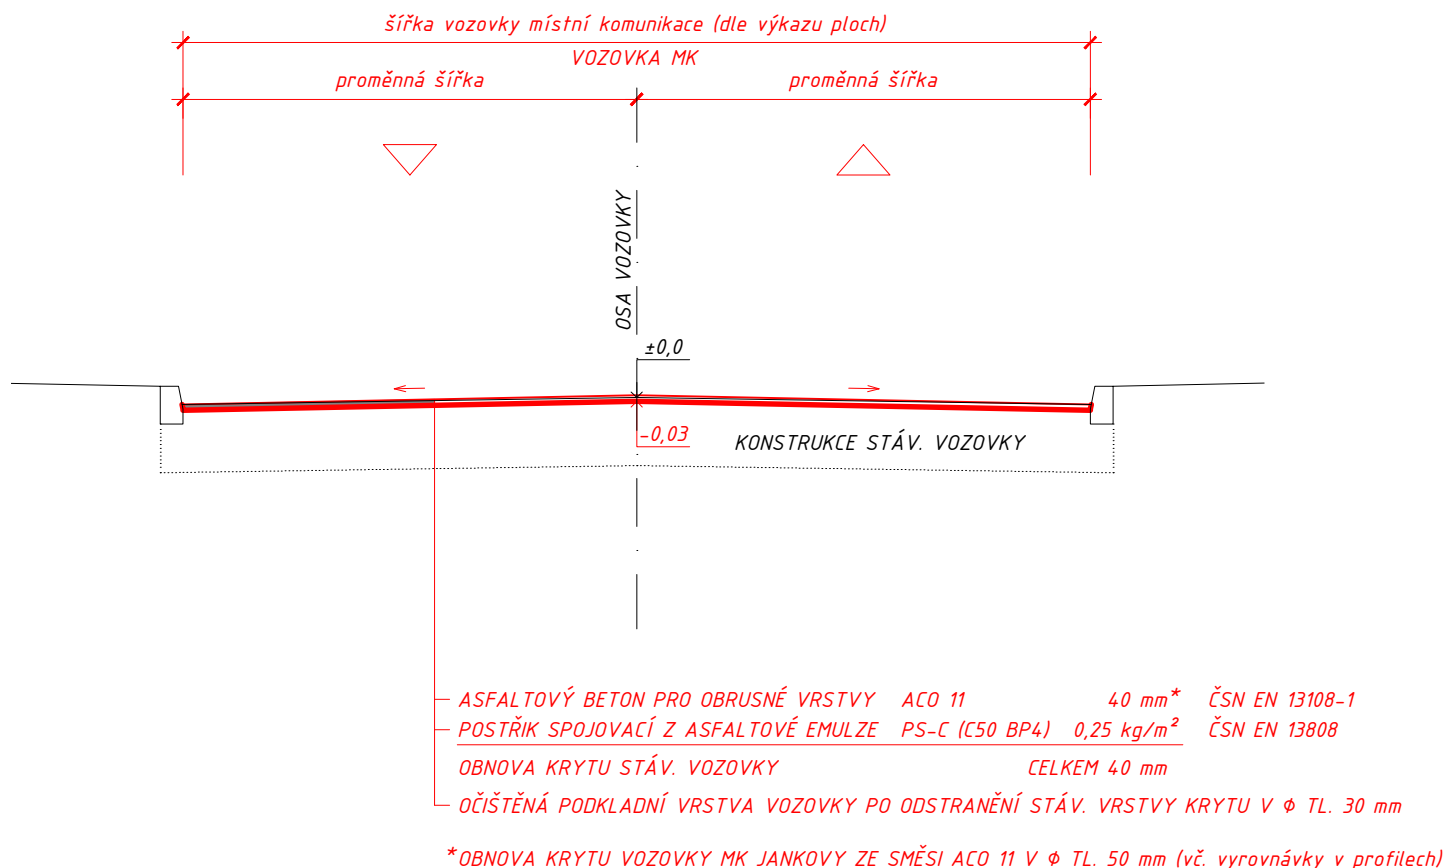 šířka vozovky místní komunikace (dle výkazu ploch)
VOZOVKA MK
proměnná šířka
proměnná šířka
OSA VOZOVKY
±0,0
-0,03
KONSTRUKCE STÁV. VOZOVKY
ASFALTOVÝ BETON PRO OBRUSNÉ VRSTVY ACO 11 40 mm* ČSN EN 13108-1
POSTŘIK SPOJOVACÍ Z ASFALTOVÉ EMULZE PS-C (C50 BP4) 0,25 kg/m² ČSN EN 13808
OBNOVA KRYTU STÁV. VOZOVKY CELKEM 40 mm
OČIŠTĚNÁ PODKLADNÍ VRSTVA VOZOVKY PO ODSTRANĚNÍ STÁV. VRSTVY KRYTU V Φ TL. 30 mm
*OBNOVA KRYTU VOZOVKY MK JANKOVY ZE SMĚSI ACO 11 V Φ TL. 50 mm (vč. vyrovnávky v profilech)